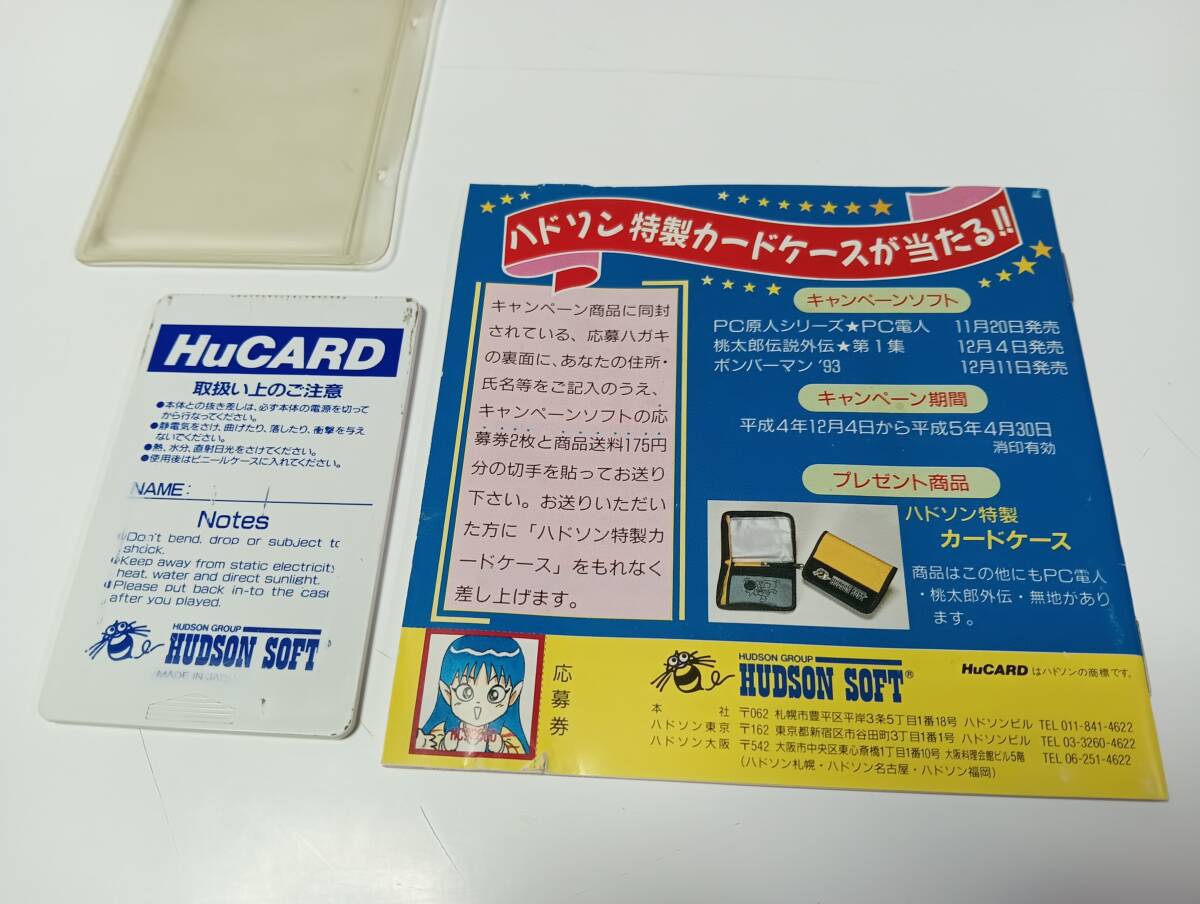 HuCARD
取扱い上のご注意
●本体との抜き差しは、必ず本体の電源を切って
から行なってください。
●静電気をさけ、曲げたり、落したり、衝撃を与え
ないでください。
●熱、水分、直射日光をさけてください。
●使用後はビニールケースに入れてください。
NAME:
Notes
Don't bend, drop or subject to
shock.
Keep away from static electricity
heat, water and direct sunlight.
Please put back in-to the case
after you played.
HUDSON GROUP
HUDSON SOFT
MADE IN JAPA
ハドソン特製カードケースが当たる!!
キャンペーン商品に同封
されている、応募ハガキ
の裏面に、あなたの住所・
氏名等をご記入のうえ、
キャンペーンソフトの応
募券2枚と商品送料175円
分の切手を貼ってお送り
下さい。お送りいただい
た方に「ハドソン特製カ
ードケース」をもれなく
差し上げます。
キャンペーンソフト
PC原人シリーズ★PC電人 11月20日発売
桃太郎伝説外伝★第1集 12月4日発売
ボンバーマン'93 12月11日発売
キャンペーン期間
平成4年12月4日から平成5年4月30日
消印有効
プレゼント商品
ハドソン特製
カードケース
商品はこの他にもPC電人
・桃太郎外伝・無地があり
ます。
応募券
HUDSON GROUP
HUDSON SOFT®
HuCARDはハドソンの商標です。
本社 〒062 札幌市豊平区平岸3条5丁目1番18号 ハドソンビル TEL 011-841-4622
ハドソン東京 〒162 東京都新宿区市谷田町3丁目1番1号 ハドソンビル TEL 03-3260-4622
ハドソン大阪 〒542 大阪市中央区東心斎橋1丁目1番10号 大阪料理会館ビル5階 TEL 06-251-4622
(ハドソン札幌・ハドソン名古屋・ハドソン福岡)